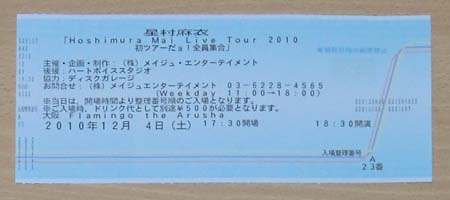 星村麻衣
「Hoshimura Mai Live Tour 2010
初ツアーだぁ!全員集合」
主催・企画・制作:(株)メイジュ・エンターテイメント
後援:ハートボイススタジオ
協力:ディスクガレージ
お問合せ:(株)メイジュエンターテイメント 03-6228-4565
(Weekday 11:00→18:00)
※当日は、開場時間より整理番号順のご入場となります。
※ご入場時、ドリンク代として別途¥500が必要となります。
大阪 Flamingo the Arusha
2010年12月 4日(土) 17:30開場 18:30開演
入場整理番号
A
23番